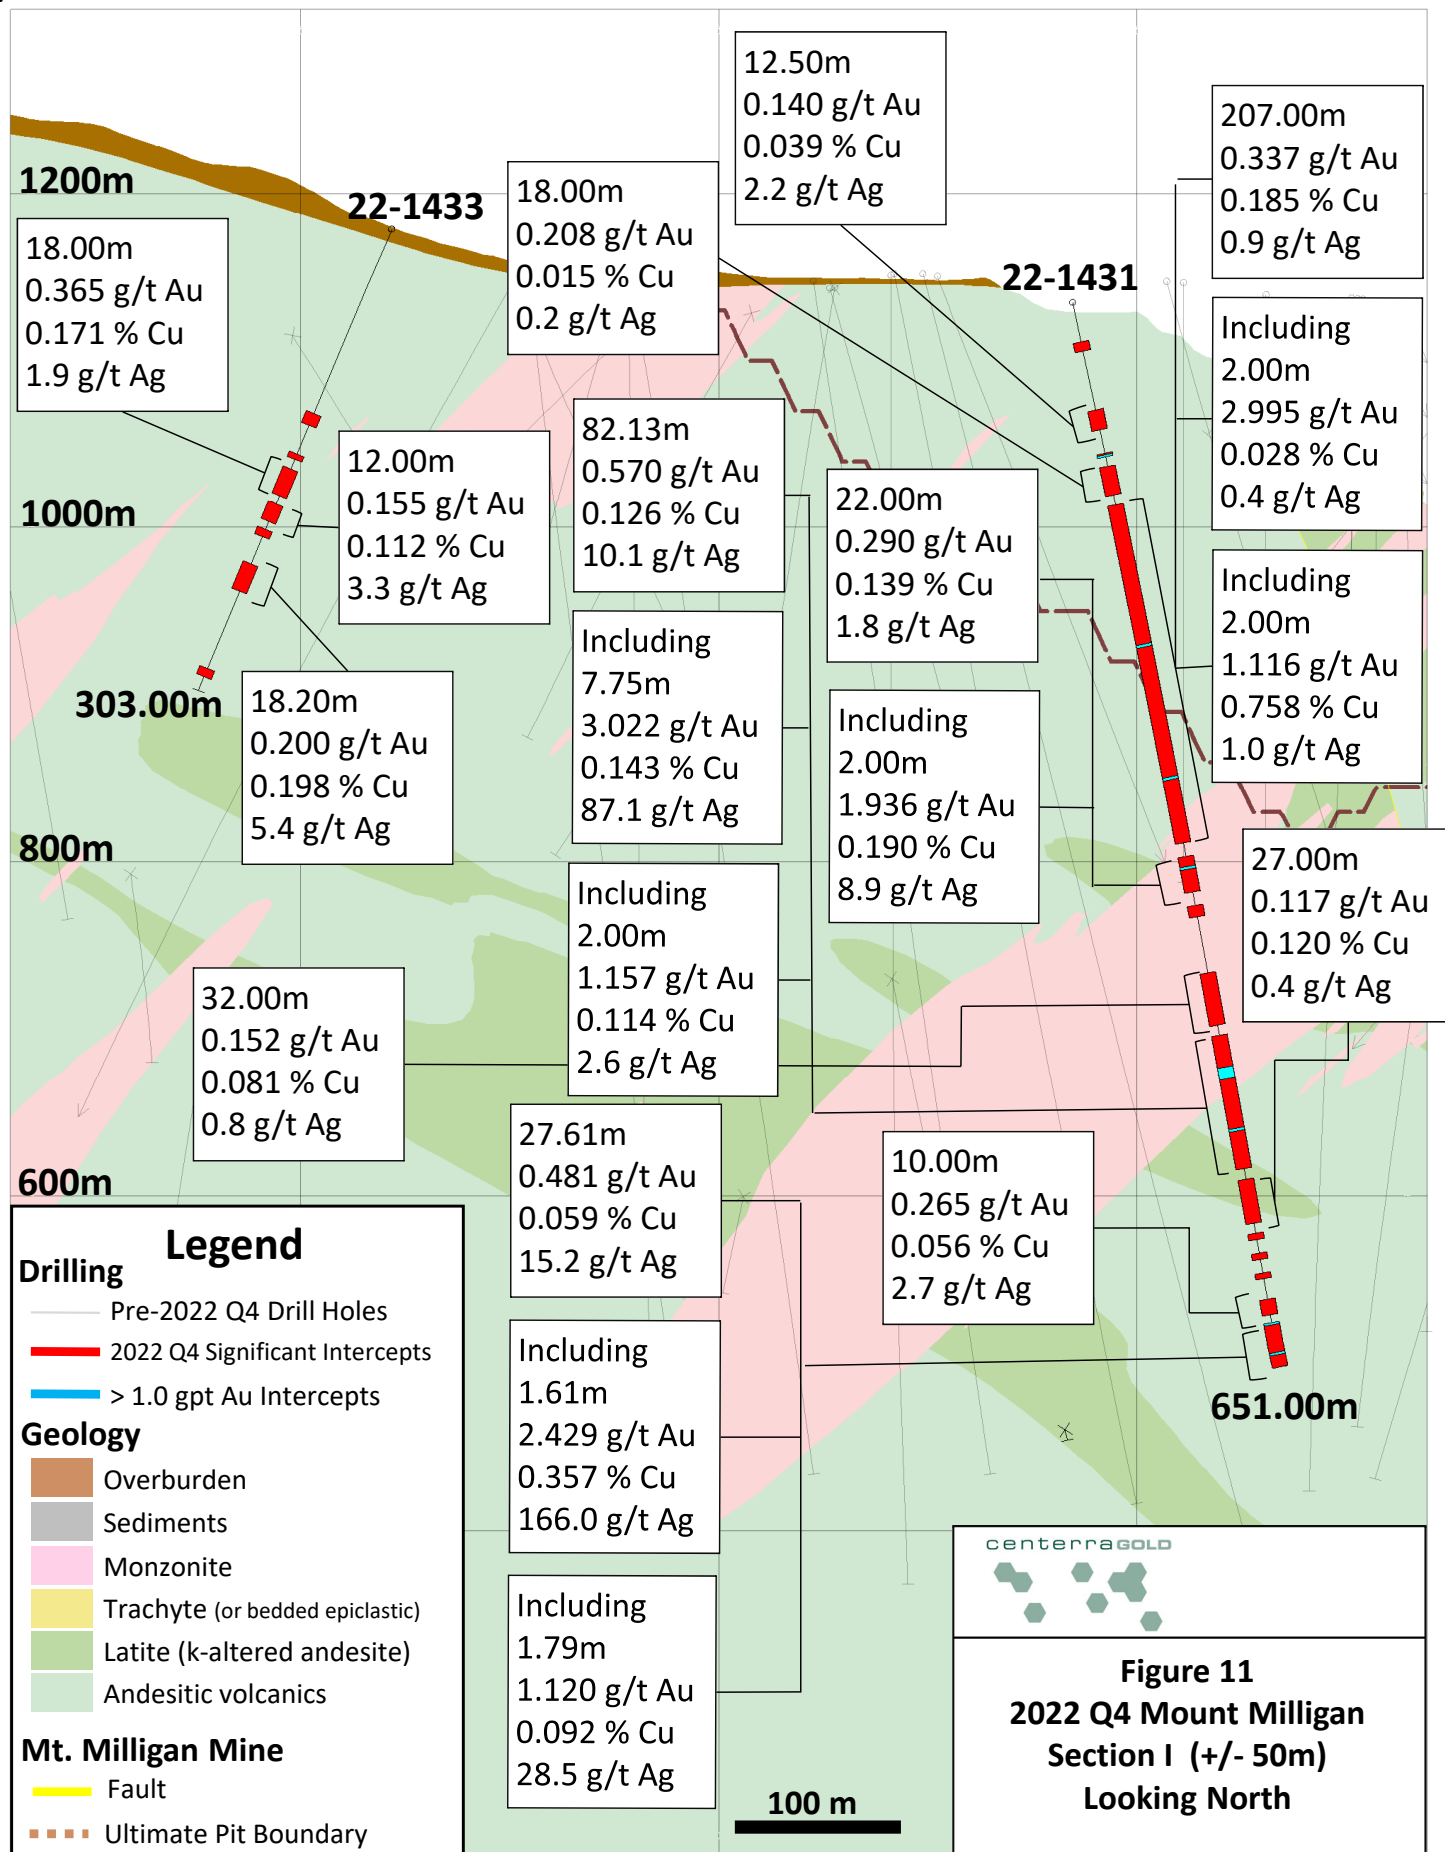 12.50m
0.140 g/t Au
0.039 % Cu
2.2 g/t Ag
207.00m
0.337 g/t Au
0.185 % Cu
0.9 g/t Ag
1200m
22-1433
18.00m
0.208 g/t Au
0.015 % Cu
0.2 g/t Ag
18.00m
0.365 g/t Au
0.171 % Cu
1.9 g/t Ag
22-1431
Including
2.00m
2.995 g/t Au
0.028 % Cu
0.4 g/t Ag
82.13m
0.570 g/t Au
0.126 % Cu
10.1 g/t Ag
12.00m
0.155 g/t Au
0.112 % Cu
3.3 g/t Ag
1000m
22.00m
0.290 g/t Au
0.139 % Cu
1.8 g/t Ag
Including
2.00m
1.116 g/t Au
0.758 % Cu
1.0 g/t Ag
Including
7.75m
3.022 g/t Au
0.143 % Cu
87.1 g/t Ag
303.00m
18.20m
0.200 g/t Au
0.198 % Cu
5.4 g/t Ag
Including
2.00m
1.936 g/t Au
0.190 % Cu
8.9 g/t Ag
800m
27.00m
0.117 g/t Au
0.120 % Cu
0.4 g/t Ag
Including
2.00m
1.157 g/t Au
0.114 % Cu
2.6 g/t Ag
32.00m
0.152 g/t Au
0.081 % Cu
0.8 g/t Ag
27.61m
0.481 g/t Au
0.059 % Cu
15.2 g/t Ag
10.00m
0.265 g/t Au
0.056 % Cu
2.7 g/t Ag
600m
Including
1.61m
2.429 g/t Au
0.357 % Cu
166.0 g/t Ag
651.00m
Including
1.79m
1.120 g/t Au
0.092 % Cu
28.5 g/t Ag
Legend
Drilling
Pre-2022 Q4 Drill Holes
2022 Q4 Significant Intercepts
> 1.0 gpt Au Intercepts
Geology
Overburden
Sediments
Monzonite
Trachyte (or bedded epiclastic)
Latite (k-altered andesite)
Andesitic volcanics
Mt. Milligan Mine
Fault
Ultimate Pit Boundary
100 m
centerraGOLD
Figure 11
2022 Q4 Mount Milligan
Section I (+/- 50m)
Looking North